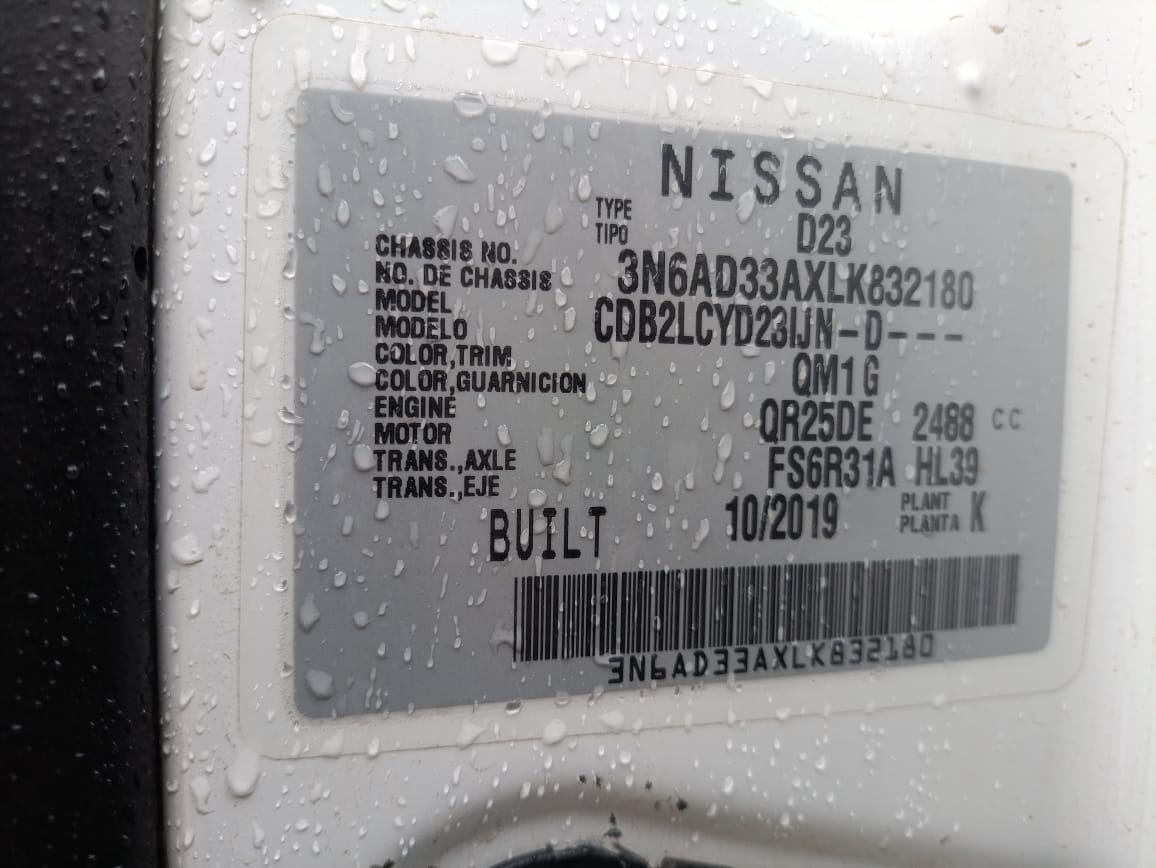 NISSAN
TYPE
TIPO D23
CHASSIS NO.
NO. DE CHASSIS 3N6AD33AXLK832180
MODEL
MODELO CDB2LCYD23IJN-D---
COLOR,TRIM
COLOR,GUARNICION QM1 G
ENGINE
MOTOR QR25DE 2488 CC
TRANS.,AXLE
TRANS.,EJE FS6R31A HL39
BUILT 10/2019 PLANT
PLANTA K
3N6AD33AXLK832180